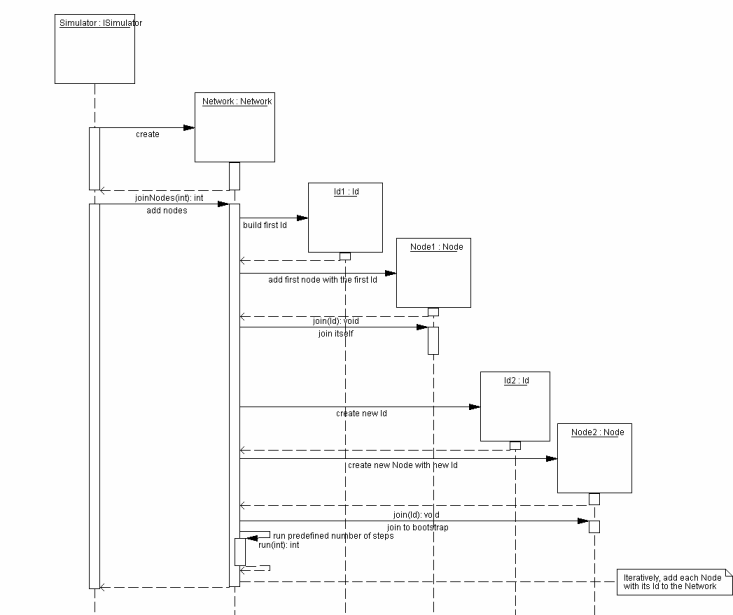 Simulator : ISimulator
Network : Network
create
joinNodes(int): int
add nodes
Id1 : Id
build first Id
Node1 : Node
add first node with the first Id
join(Id): void
join itself
Id2 : Id
create new Id
Node2 : Node
create new Node with new Id
join(Id): void
join to bootstrap
run predefined number of steps
run(int): int
Iteratively, add each Node
with its Id to the Network